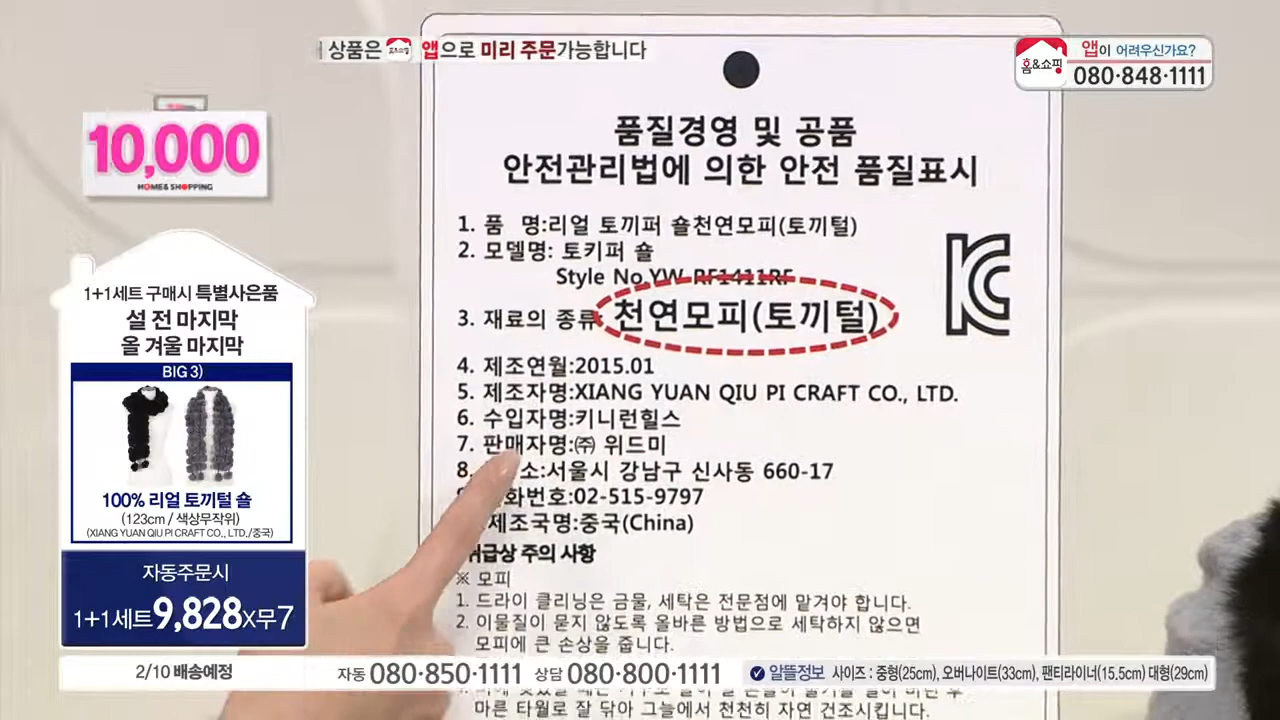 상품은 홈&쇼핑 앱으로 미리 주문가능합니다
홈&쇼핑
앱이 어려우신가요?
080·848·1111
10,000
HOME& SHOPPING
1+1세트 구매시 특별사은품
설 전 마지막
올 겨울 마지막
BIG 3)
100% 리얼 토끼털 숄
(123cm / 색상무작위)
(XIANG YUAN QIU PI CRAFT CO., LTD./중국)
자동주문시
1+1세트 9,828X무7
품질경영 및 공품
안전관리법에 의한 안전 품질표시
1. 품 명:리얼 토끼퍼 숄천연모피(토끼털)
2. 모델명: 토키퍼 숄
Style No.YW-RF1411RF
3. 재료의 종류: 천연모피(토끼털)
4. 제조연월:2015.01
5. 제조자명:XIANG YUAN QIU PI CRAFT CO., LTD.
6. 수입자명:키니런힐스
7. 판매자명:㈜ 위드미
8. 소:서울시 강남구 신사동 660-17
화번호:02-515-9797
제조국명:중국(China)
취급상 주의 사항
※ 모피
1. 드라이 클리닝은 금물, 세탁은 전문점에 맡겨야 합니다.
2. 이물질이 묻지 않도록 올바른 방법으로 세탁하지 않으면
모피에 큰 손상을 줍니다.
마른 타월로 잘 닦아 그늘에서 천천히 자연 건조시킵니다.
2/10 배송예정
자동 080·850·1111 상담 080·800·1111
알뜰정보 사이즈 : 중형(25cm), 오버나이트(33cm), 팬티라이너(15.5cm) 대형(29cm)